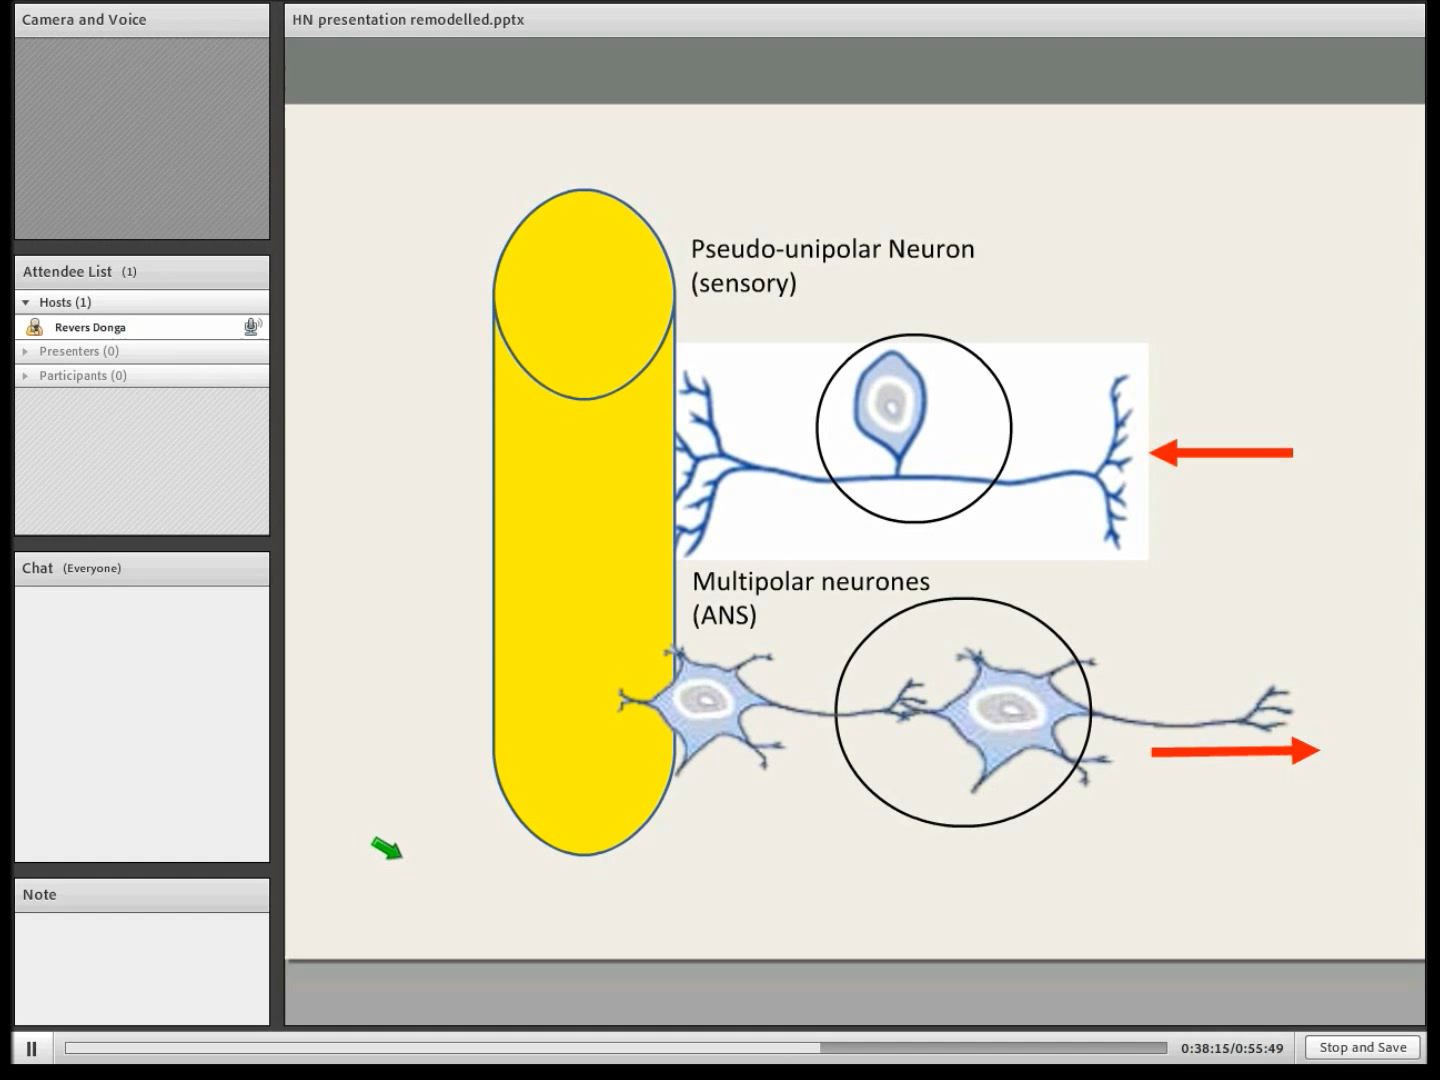 Camera and Voice
HN presentation remodelled.pptx
Attendee List (1)
Hosts (1)
Revers Donga
Presenters (0)
Participants (0)
Chat (Everyone)
Note
Pseudo-unipolar Neuron
(sensory)
Multipolar neurones
(ANS)
0:38:15/0:55:49
Stop and Save